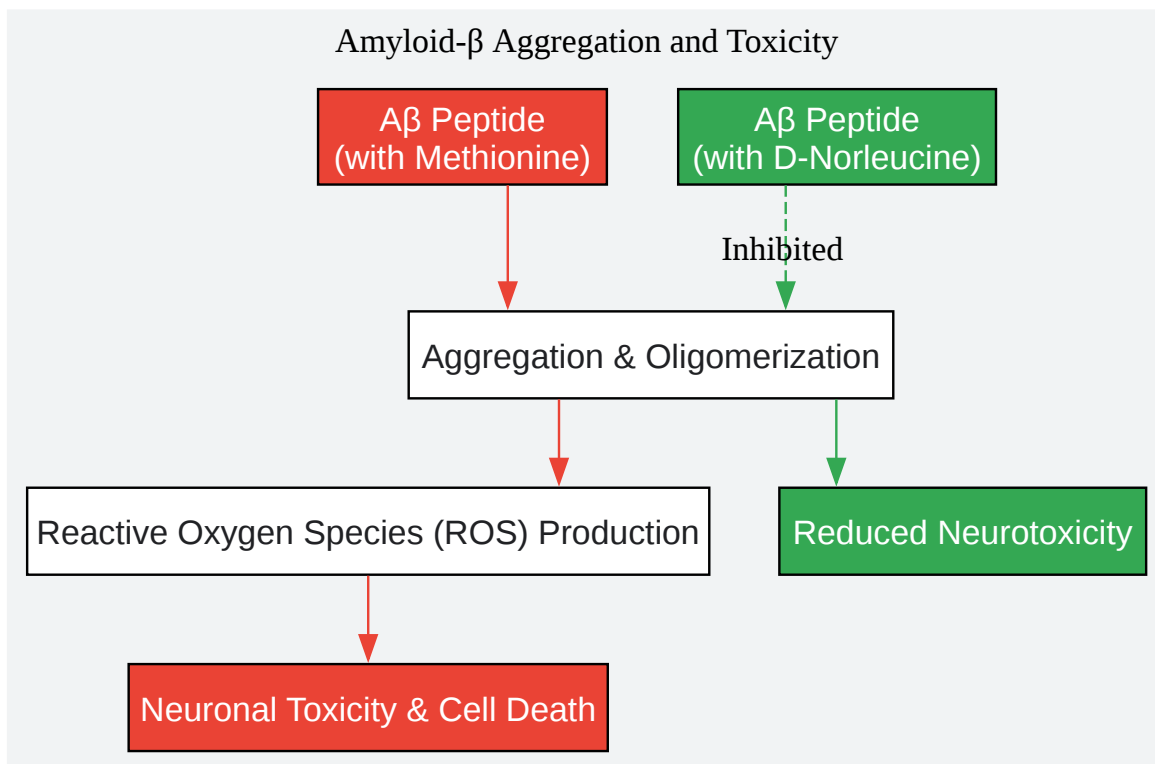 Amyloid-β Aggregation and Toxicity
Aβ Peptide
(with Methionine)
Aβ Peptide
(with D-Norleucine)
Inhibited
Aggregation & Oligomerization
Reactive Oxygen Species (ROS) Production
Reduced Neurotoxicity
Neuronal Toxicity & Cell Death